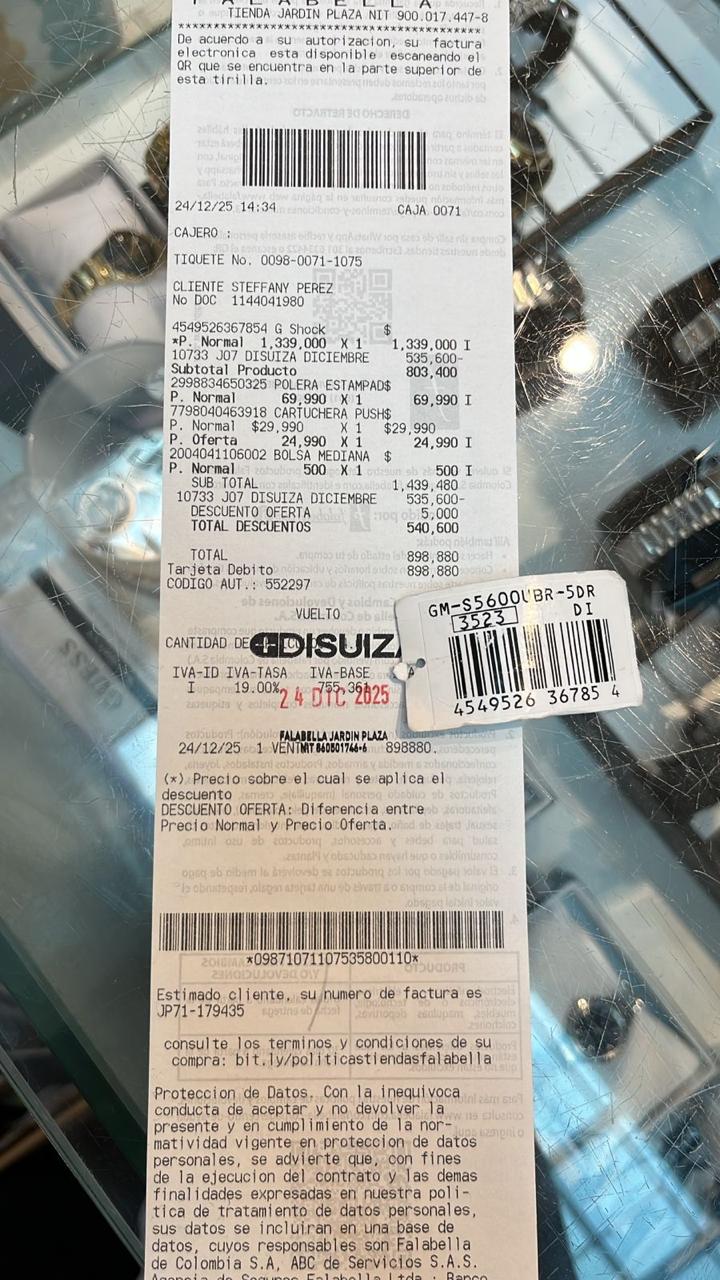 FALABELLA
TIENDA JARDIN PLAZA NIT 900.017.447-8
****************************************
De acuerdo a su autorizacion, su factura
electronica esta disponible escaneando el
QR que se encuentra en la parte superior de
esta tirilla.
24/12/25 14:34 CAJA 0071
CAJERO :
TIQUETE No. 0098-0071-1075
CLIENTE STEFFANY PEREZ
No DOC 1144041980
4549526367854 G Shock $
*P. Normal 1,339,000 X 1 1,339,000 I
10733 J07 DISUIZA DICIEMBRE 535,600-
Subtotal Producto 803,400
2998834650325 POLERA ESTAMPAD$
P. Normal 69,990 X 1 69,990 I
7798040463918 CARTUCHERA PUSH$
P. Normal $29,990 X 1 $29,990
P. Oferta 24,990 X 1 24,990 I
2004041106002 BOLSA MEDIANA $
P. Normal 500 X 1 500 I
SUB TOTAL 1,439,480
10733 J07 DISUIZA DICIEMBRE 535,600-
DESCUENTO OFERTA 5,000
TOTAL DESCUENTOS 540,600
TOTAL 898,880
Tarjeta Debito 898,880
CODIGO AUT.: 552297
VUELTO
CANTIDAD DE
DISUIZA
IVA-ID IVA-TASA IVA-BASE
I 19.00% 755,361
24 DIC 2025
FALABELLA JARDIN PLAZA
NIT 860501746-6
24/12/25 1 VENT 898880.
(*) Precio sobre el cual se aplica el
descuento
DESCUENTO OFERTA: Diferencia entre
Precio Normal y Precio Oferta.
*09871071107535800110*
Estimado cliente, su numero de factura es
JP71-179435
consulte los terminos y condiciones de su
compra: bit.ly/politicastiendasfalabella
Proteccion de Datos. Con la inequivoca
conducta de aceptar y no devolver la
presente y en cumplimiento de la nor-
matividad vigente en proteccion de datos
personales, se advierte que, con fines
de la ejecucion del contrato y las demas
finalidades expresadas en nuestra poli-
tica de tratamiento de datos personales,
sus datos se incluiran en una base de
datos, cuyos responsables son Falabella
de Colombia S.A, ABC de Servicios S.A.S.
Agencia de Seguros Falabella Ltda.; Banco
GM-S5600UBR-5DR
3523 DI
4549526 36785 4